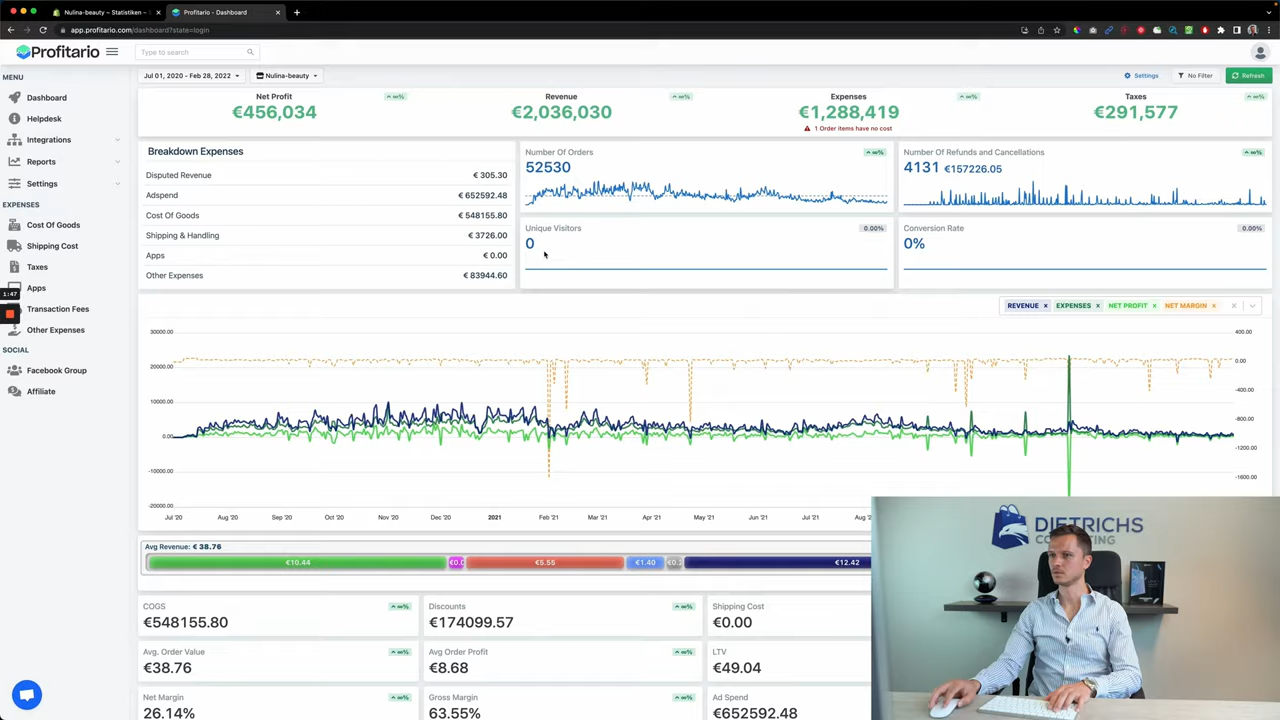 Nulina-beauty – Statistiken –
Profitario - Dashboard
app.profitario.com/dashboard?state=login
Profitario
Type to search
MENU
Jul 01, 2020 - Feb 28, 2022
Nulina-beauty
Settings
No Filter
Refresh
Dashboard
Helpdesk
Integrations
Reports
Settings
EXPENSES
Cost Of Goods
Shipping Cost
Taxes
Apps
1:47
Transaction Fees
Other Expenses
SOCIAL
Facebook Group
Affiliate
Net Profit
∞%
€456,034
Revenue
∞%
€2,036,030
Expenses
∞%
€1,288,419
1 Order items have no cost
Taxes
∞%
€291,577
Breakdown Expenses
Disputed Revenue € 305.30
Adspend € 652592.48
Cost Of Goods € 548155.80
Shipping & Handling € 3726.00
Apps € 0.00
Other Expenses € 83944.60
Number Of Orders
∞%
52530
Number Of Refunds and Cancellations
∞%
4131 €157226.05
Unique Visitors
0.00%
0
Conversion Rate
0.00%
0%
REVENUE × EXPENSES × NET PROFIT × NET MARGIN ×
30000.00
20000.00
10000.00
0.00
-10000.00
-20000.00
400.00
0.00
-400.00
-800.00
-1200.00
-1600.00
Jul '20 Aug '20 Sep '20 Oct '20 Nov '20 Dec '20 2021 Feb '21 Mar '21 Apr '21 May '21 Jun '21 Jul '21
Avg Revenue: € 38.76
€10.44 €5.55 €1.40 €12.42
COGS
∞%
€548155.80
Discounts
∞%
€174099.57
Shipping Cost
€0.00
Avg. Order Value
∞%
€38.76
Avg Order Profit
∞%
€8.68
LTV
€49.04
Net Margin
∞%
26.14%
Gross Margin
∞%
63.55%
Ad Spend
€652592.48
DIETRICHS
CONSULTING